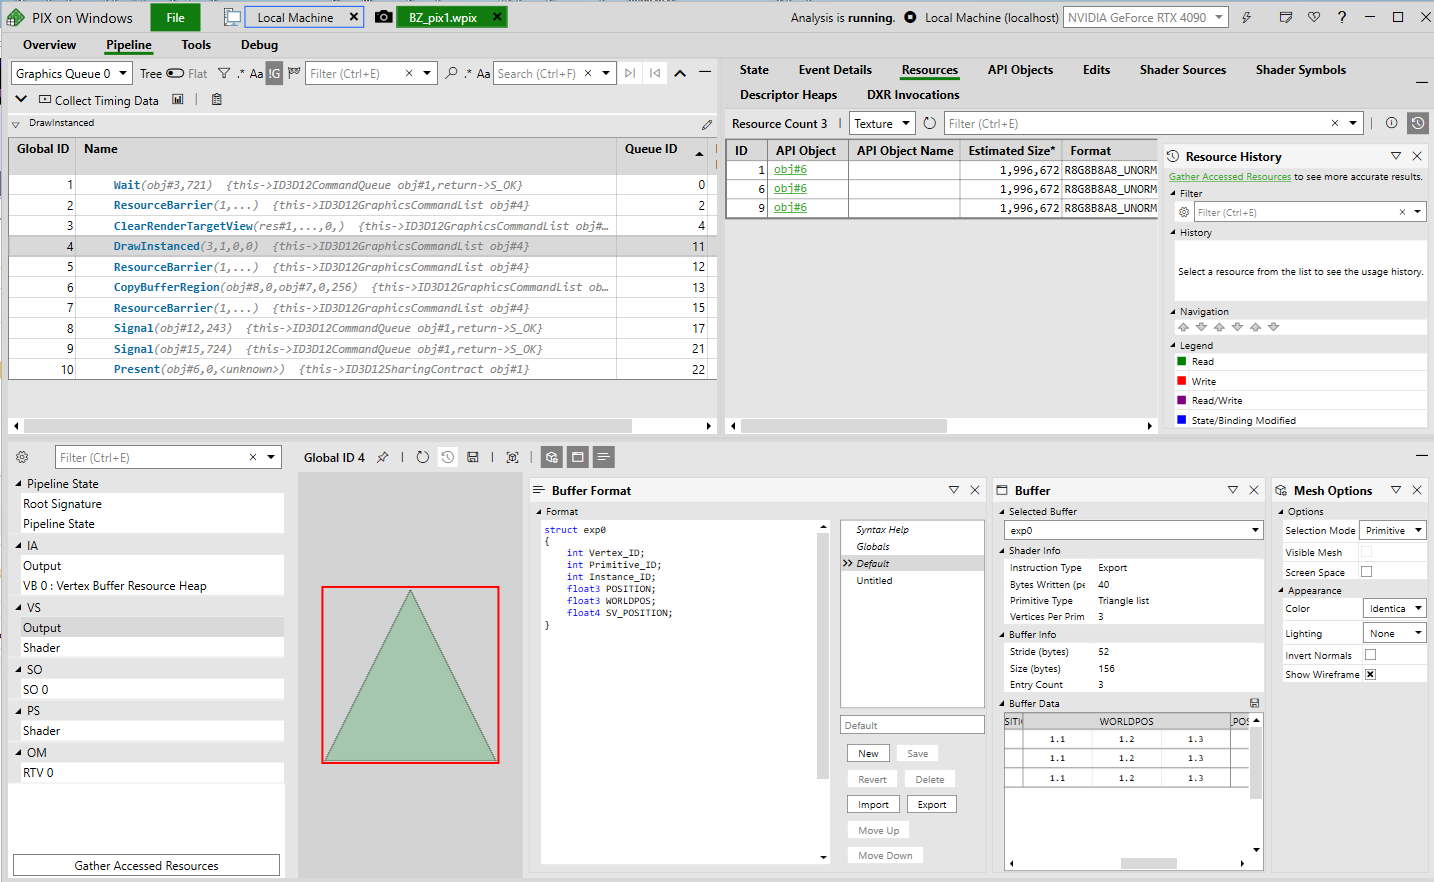 PIX on Windows File Local Machine × BZ_pix1.wpix × Analysis is running. Local Machine (localhost) NVIDIA GeForce RTX 4090
Overview Pipeline Tools Debug
Graphics Queue 0 Tree Flat .* Aa !G Filter (Ctrl+E) .* Aa Search (Ctrl+F)
Collect Timing Data
DrawInstanced
Global ID Name Queue ID
1 Wait(obj#3,721) {this->ID3D12CommandQueue obj#1,return->S_OK} 0
2 ResourceBarrier(1,...) {this->ID3D12GraphicsCommandList obj#4} 2
3 ClearRenderTargetView(res#1,...,0,) {this->ID3D12GraphicsCommandList obj#… 4
4 DrawInstanced(3,1,0,0) {this->ID3D12GraphicsCommandList obj#4} 11
5 ResourceBarrier(1,...) {this->ID3D12GraphicsCommandList obj#4} 12
6 CopyBufferRegion(obj#8,0,obj#7,0,256) {this->ID3D12GraphicsCommandList ob… 13
7 ResourceBarrier(1,...) {this->ID3D12GraphicsCommandList obj#4} 15
8 Signal(obj#12,243) {this->ID3D12CommandQueue obj#1,return->S_OK} 17
9 Signal(obj#15,724) {this->ID3D12CommandQueue obj#1,return->S_OK} 21
10 Present(obj#6,0,<unknown>) {this->ID3D12SharingContract obj#1} 22
State Event Details Resources API Objects Edits Shader Sources Shader Symbols
Descriptor Heaps DXR Invocations
Resource Count 3 Texture Filter (Ctrl+E)
ID API Object API Object Name Estimated Size* Format
1 obj#6 1,996,672 R8G8B8A8_UNORM
6 obj#6 1,996,672 R8G8B8A8_UNORM
9 obj#6 1,996,672 R8G8B8A8_UNORM
Resource History
Gather Accessed Resources to see more accurate results.
Filter
Filter (Ctrl+E)
History
Select a resource from the list to see the usage history.
Navigation
Legend
Read
Write
Read/Write
State/Binding Modified
Filter (Ctrl+E)
Pipeline State
Root Signature
Pipeline State
IA
Output
VB 0 : Vertex Buffer Resource Heap
VS
Output
Shader
SO
SO 0
PS
Shader
OM
RTV 0
Gather Accessed Resources
Global ID 4
Buffer Format
Format
struct exp0
{
int Vertex_ID;
int Primitive_ID;
int Instance_ID;
float3 POSITION;
float3 WORLDPOS;
float4 SV_POSITION;
}
Syntax Help
Globals
Default
Untitled
Default
New Save
Revert Delete
Import Export
Move Up
Move Down
Buffer
Selected Buffer
exp0
Shader Info
Instruction Type Export
Bytes Written (pe 40
Primitive Type Triangle list
Vertices Per Prim 3
Buffer Info
Stride (bytes) 52
Size (bytes) 156
Entry Count 3
Buffer Data
SITI WORLDPOS _POS
1.1 1.2 1.3
1.1 1.2 1.3
1.1 1.2 1.3
Mesh Options
Options
Selection Mode Primitive
Visible Mesh
Screen Space
Appearance
Color Identica
Lighting None
Invert Normals
Show Wireframe